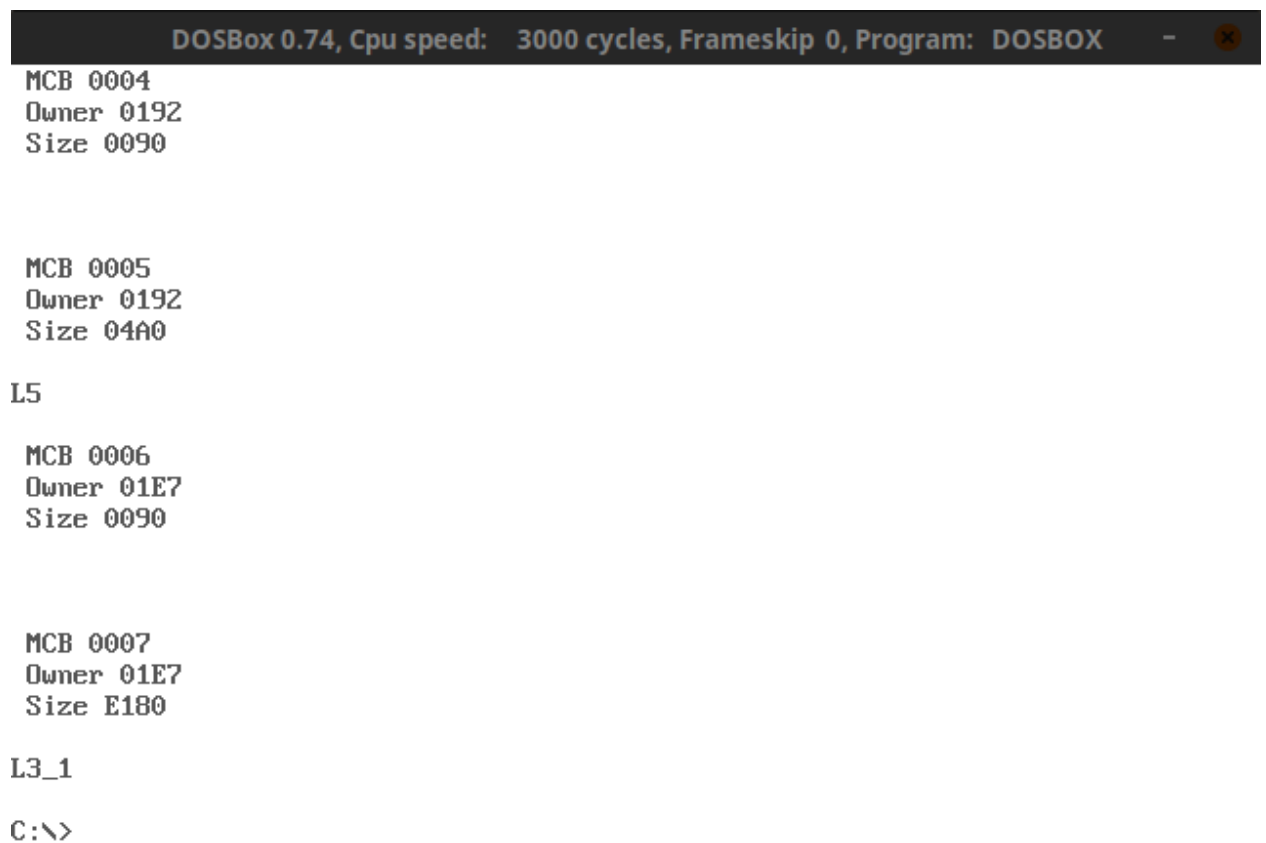 DOSBox 0.74, Cpu speed: 3000 cycles, Frameskip 0, Program: DOSBOX
MCB 0004
Owner 0192
Size 0090
MCB 0005
Owner 0192
Size 04A0
L5
MCB 0006
Owner 01E7
Size 0090
MCB 0007
Owner 01E7
Size E180
L3_1
C:\>